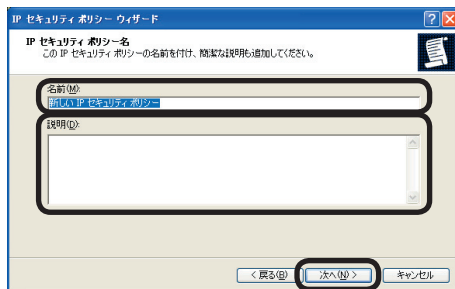 IP セキュリティ ポリシー ウィザード
IP セキュリティ ポリシー名
この IP セキュリティ ポリシーの名前を付け、簡潔な説明も追加してください。
名前(M):
新しい IP セキュリティ ポリシー
説明(D):
< 戻る(B)
次へ(N) >
キャンセル